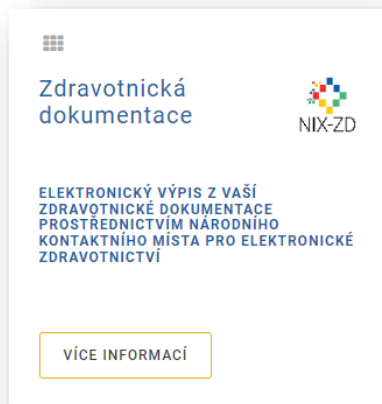 Zdravotnická
dokumentace
NIX-ZD
ELEKTRONICKÝ VÝPIS Z VAŠÍ
ZDRAVOTNICKÉ DOKUMENTACE
PROSTŘEDNICTVÍM NÁRODNÍHO
KONTAKTNÍHO MÍSTA PRO ELEKTRONICKÉ
ZDRAVOTNICTVÍ
VÍCE INFORMACÍ